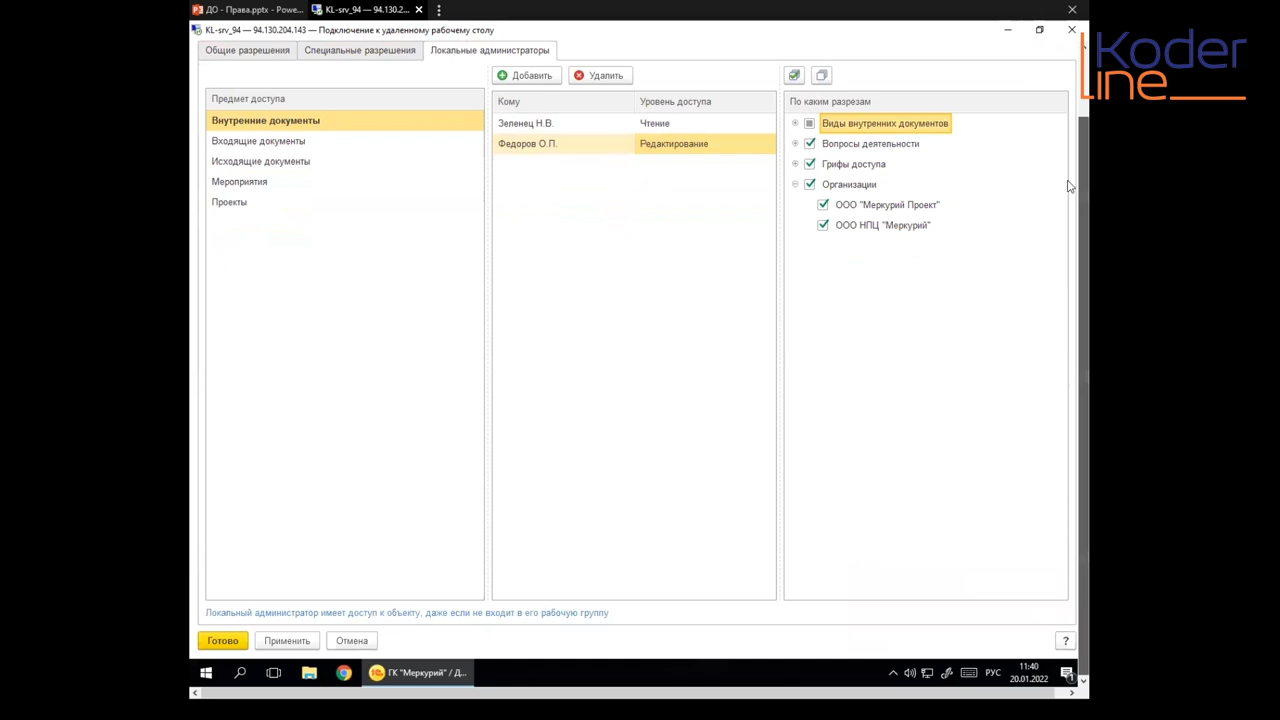 ДО - Права.pptx - Powe...
KL-srv_94 — 94.130.2...
KL-srv_94 — 94.130.204.143 — Подключение к удаленному рабочему столу
Koder
line
Общие разрешения
Специальные разрешения
Локальные администраторы
Добавить
Удалить
Предмет доступа
Кому
Уровень доступа
По каким разрезам
Внутренние документы
Зеленец Н.В.
Чтение
Виды внутренних документов
Входящие документы
Федоров О.П.
Редактирование
Вопросы деятельности
Исходящие документы
Грифы доступа
Мероприятия
Организации
Проекты
ООО "Меркурий Проект"
ООО НПЦ "Меркурий"
Локальный администратор имеет доступ к объекту, даже если не входит в его рабочую группу
Готово
Применить
Отмена
?
ГК "Меркурий" / Д...
РУС
11:40
20.01.2022
1